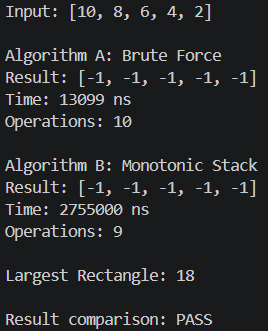 Input: [10, 8, 6, 4, 2]
Algorithm A: Brute Force
Result: [-1, -1, -1, -1, -1]
Time: 13099 ns
Operations: 10
Algorithm B: Monotonic Stack
Result: [-1, -1, -1, -1, -1]
Time: 2755000 ns
Operations: 9
Largest Rectangle: 18
Result comparison: PASS